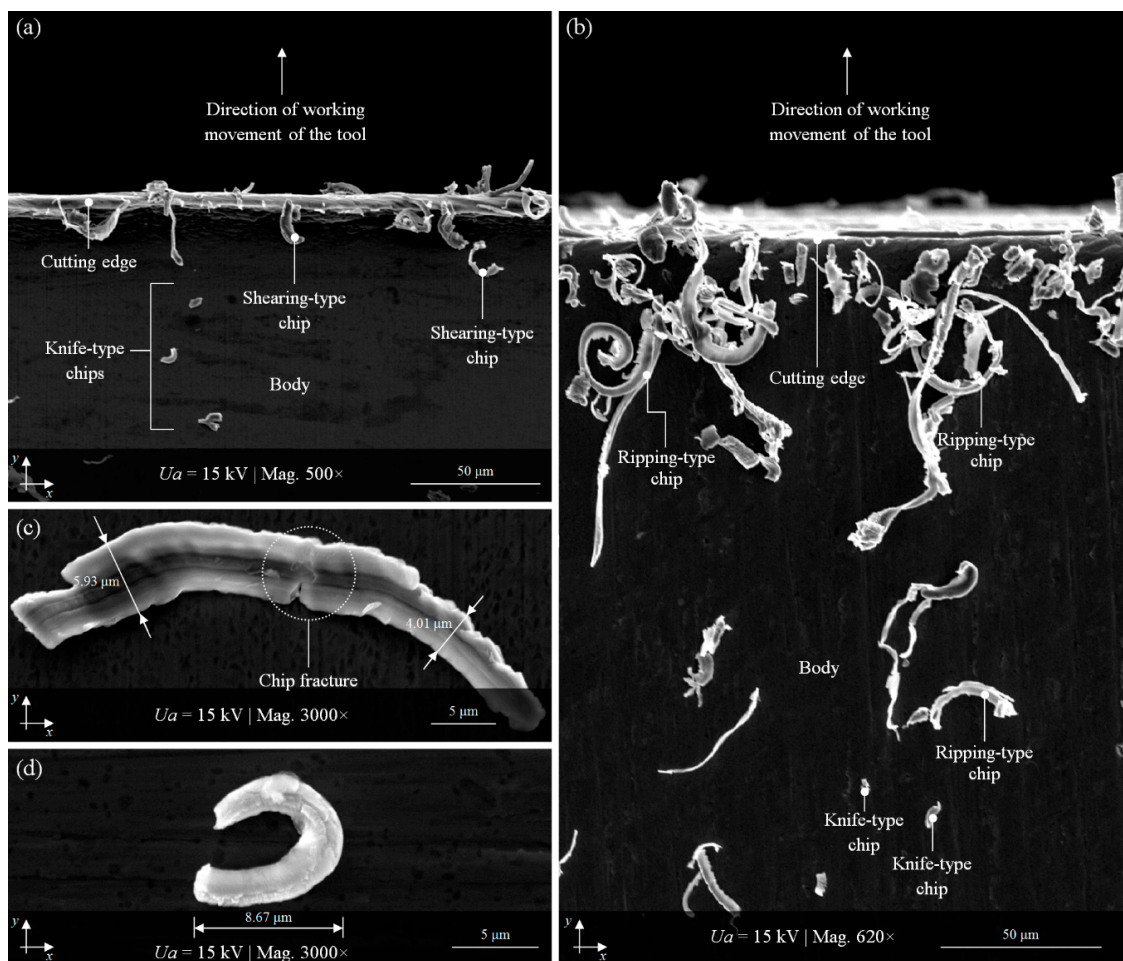 (a)
Direction of working
movement of the tool
Cutting edge
Shearing-type
chip
Shearing-type
chip
Knife-type
chips
Body
y
x
Ua = 15 kV | Mag. 500×
50 μm
(b)
Direction of working
movement of the tool
Cutting edge
Ripping-type
chip
Ripping-type
chip
Body
Ripping-type
chip
Knife-type
chip
Knife-type
chip
y
x
Ua = 15 kV | Mag. 620×
50 μm
(c)
5.93 μm
4.01 μm
Chip fracture
y
x
Ua = 15 kV | Mag. 3000×
5 μm
(d)
8.67 μm
y
x
Ua = 15 kV | Mag. 3000×
5 μm